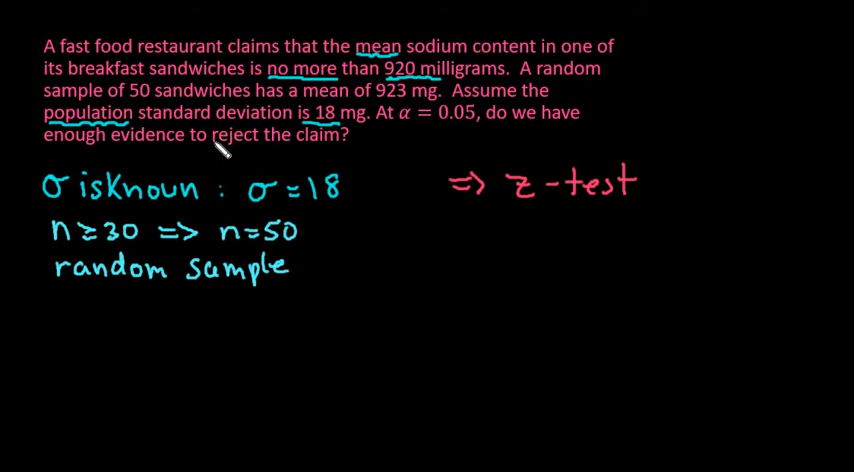 A fast food restaurant claims that the mean sodium content in one of
its breakfast sandwiches is no more than 920 milligrams. A random
sample of 50 sandwiches has a mean of 923 mg. Assume the
population standard deviation is 18 mg. At α = 0.05, do we have
enough evidence to reject the claim?
σ is Known : σ = 18 => z-test
n ≥ 30 => n = 50
random sample